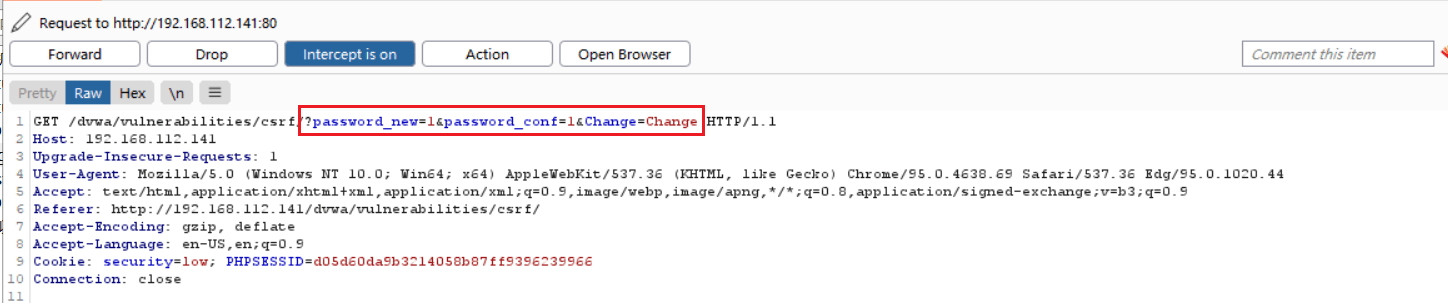 Request to http://192.168.112.141:80
Forward Drop Intercept is on Action Open Browser Comment this item
Pretty Raw Hex \n
1 GET /dvwa/vulnerabilities/csrf/?password_new=1&password_conf=1&Change=Change HTTP/1.1
2 Host: 192.168.112.141
3 Upgrade-Insecure-Requests: 1
4 User-Agent: Mozilla/5.0 (Windows NT 10.0; Win64; x64) AppleWebKit/537.36 (KHTML, like Gecko) Chrome/95.0.4638.69 Safari/537.36 Edg/95.0.1020.44
5 Accept: text/html,application/xhtml+xml,application/xml;q=0.9,image/webp,image/apng,*/*;q=0.8,application/signed-exchange;v=b3;q=0.9
6 Referer: http://192.168.112.141/dvwa/vulnerabilities/csrf/
7 Accept-Encoding: gzip, deflate
8 Accept-Language: en-US,en;q=0.9
9 Cookie: security=low; PHPSESSID=d05d60da9b3214058b87ff9396239966
10 Connection: close
11